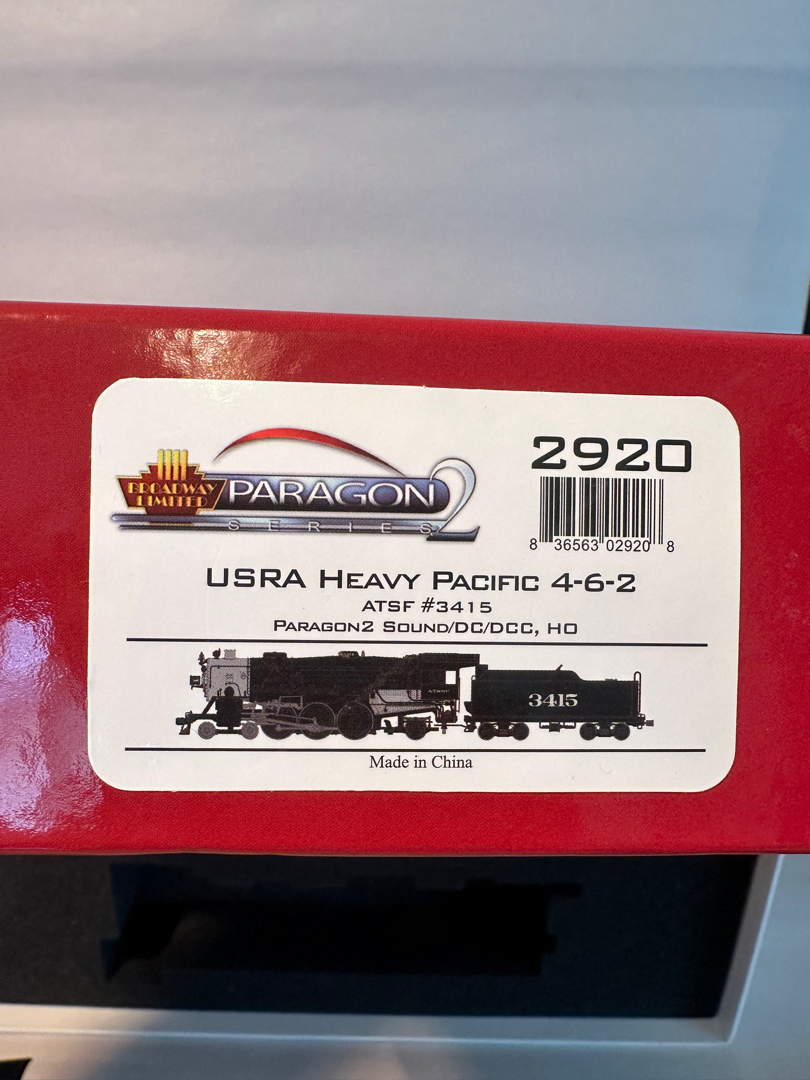 BROADWAY
LIMITED
PARAGON 2
SERIES
2920
8 36563 02920 8
USRA HEAVY PACIFIC 4-6-2
ATSF #3415
PARAGON2 SOUND/DC/DCC, HO
3415
Made in China